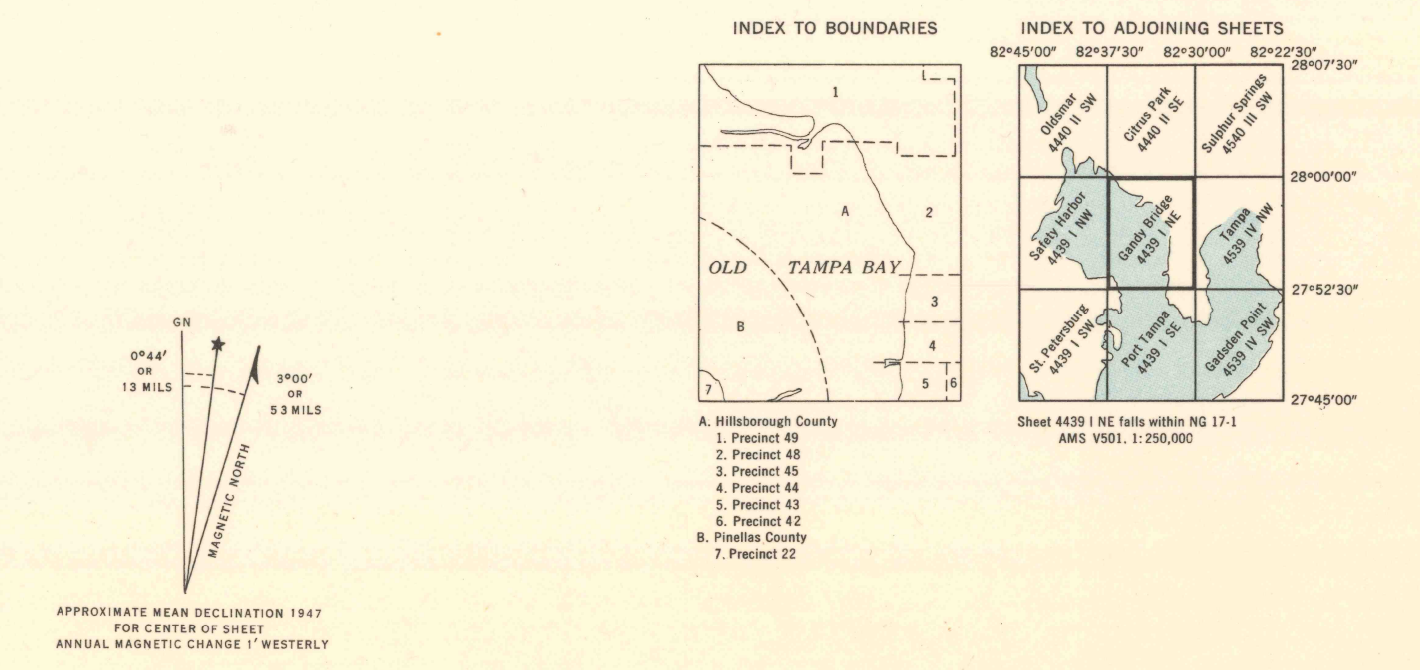 INDEX TO BOUNDARIES
1
A
2
OLD TAMPA BAY
3
B
4
5
6
7
A. Hillsborough County
1. Precinct 49
2. Precinct 48
3. Precinct 45
4. Precinct 44
5. Precinct 43
6. Precinct 42
B. Pinellas County
7. Precinct 22
INDEX TO ADJOINING SHEETS
82°45′00″ 82°37′30″ 82°30′00″ 82°22′30″
28°07′30″
Oldsmar
4440 II SW
Citrus Park
4440 II SE
Sulphur Springs
4540 III SW
28°00′00″
Safety Harbor
4439 I NW
Gandy Bridge
4439 I NE
Tampa
4539 IV NW
27°52′30″
St. Petersburg
4439 I SW
Port Tampa
4439 I SE
Gadsden Point
4539 IV SW
27°45′00″
Sheet 4439 I NE falls within NG 17-1
AMS V501. 1:250,000
GN
0°44′
OR
13 MILS
3°00′
OR
53 MILS
MAGNETIC NORTH
APPROXIMATE MEAN DECLINATION 1947
FOR CENTER OF SHEET
ANNUAL MAGNETIC CHANGE 1′ WESTERLY